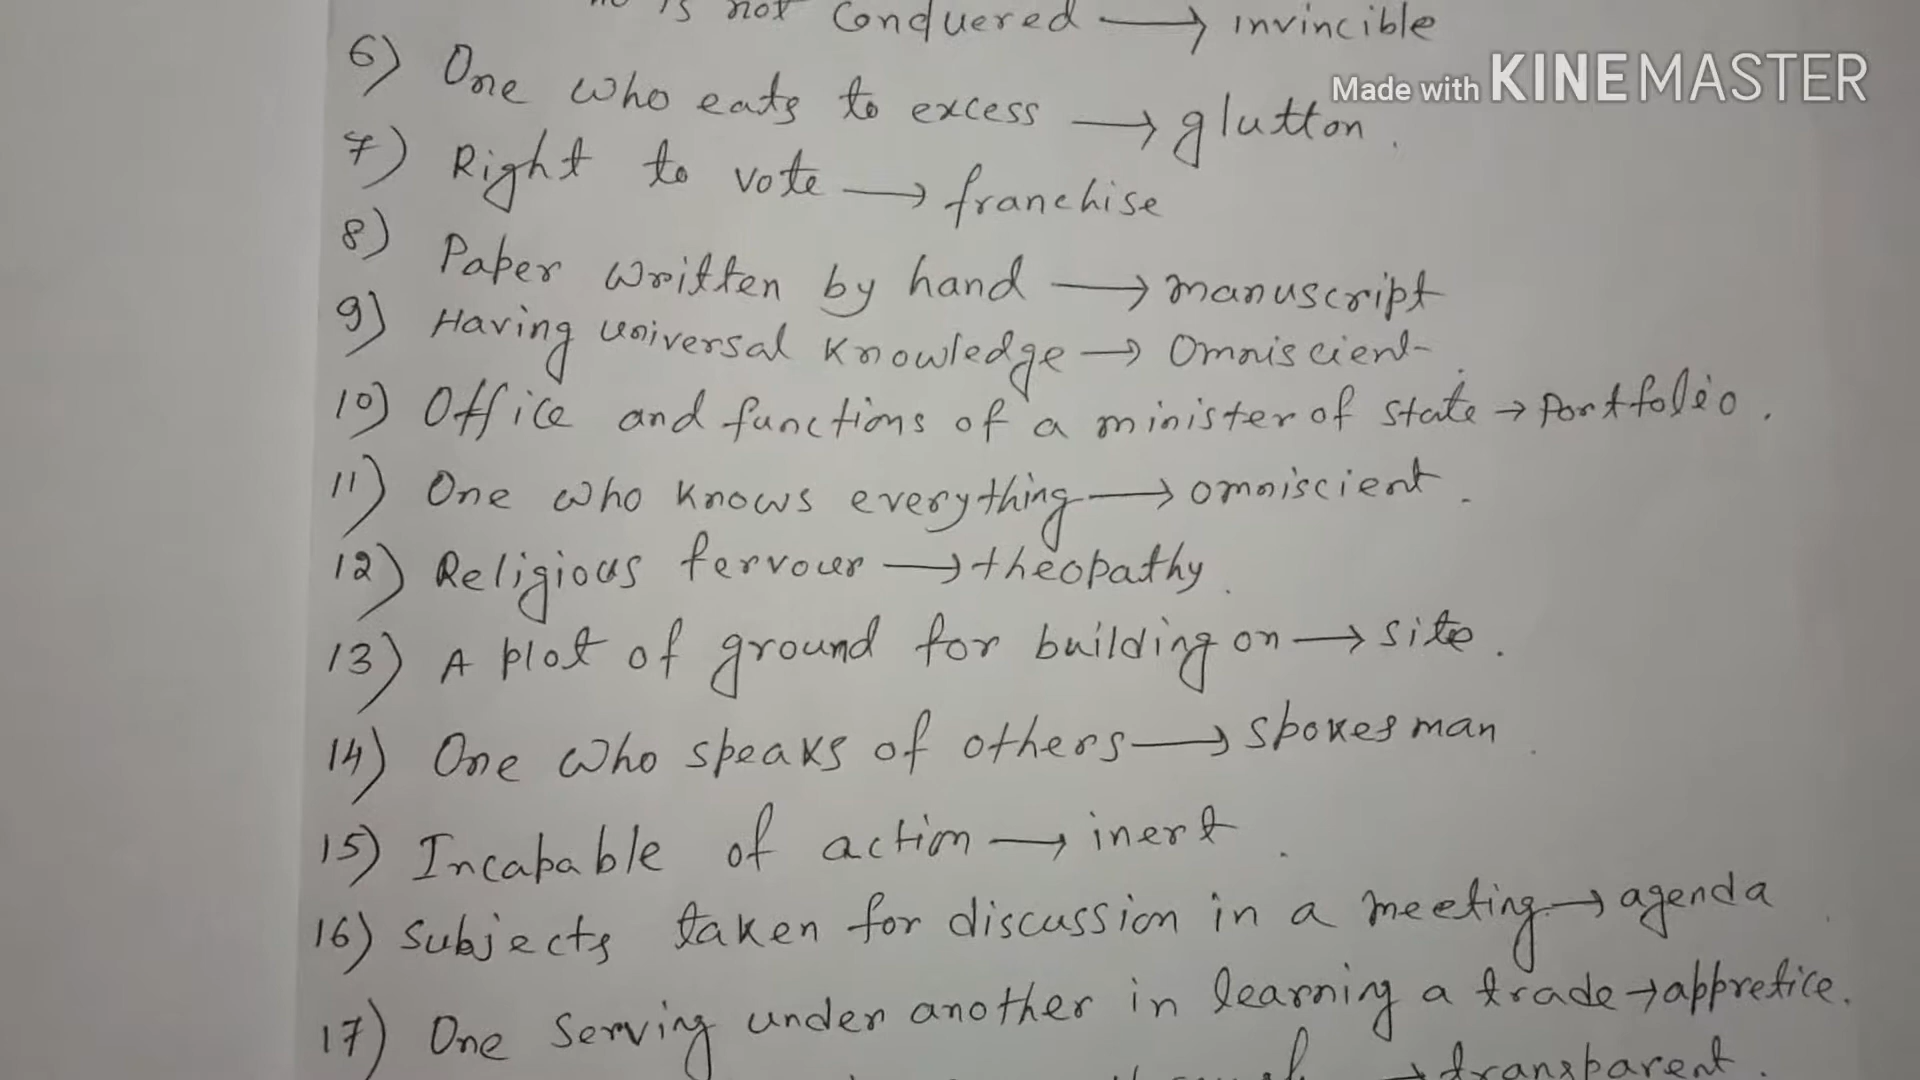 is not Conquered → invincible
Made with KINEMASTER
6) One who eats to excess → glutton.
7) Right to vote → franchise
8) Paper written by hand → manuscript
9) Having universal knowledge → Omniscient.
10) Office and functions of a minister of state → Portfolio.
11) One who knows everything → omniscient.
12) Religious fervour → theopathy.
13) A plot of ground for building on → site.
14) One who speaks of others → spokesman.
15) Incapable of action → inert.
16) Subjects taken for discussion in a meeting → agenda.
17) One serving under another in learning a trade → appretice.
→ transparent.